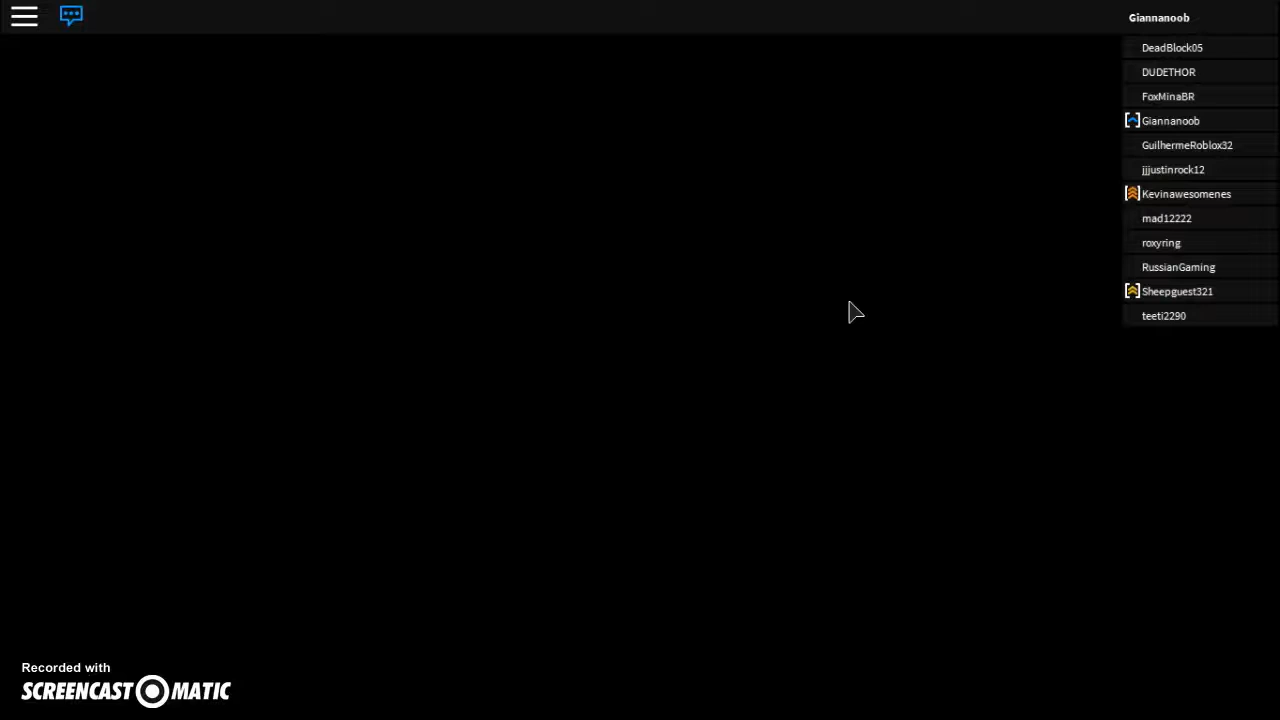 Giannanoob
DeadBlock05
DUDETHOR
FoxMinaBR
Giannanoob
GuilhermeRoblox32
jjjustinrock12
Kevinawesomenes
mad12222
roxyring
RussianGaming
Sheepguest321
teeti2290
Recorded with
SCREENCAST MATIC